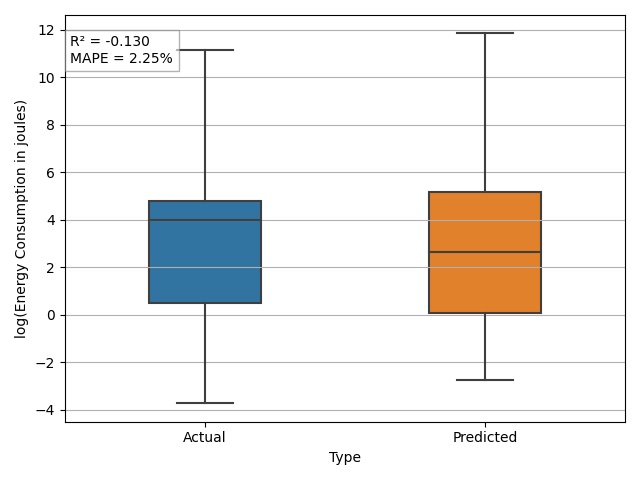 R² = -0.130
MAPE = 2.25%
12
10
8
6
4
2
0
−2
−4
log(Energy Consumption in joules)
Actual
Predicted
Type